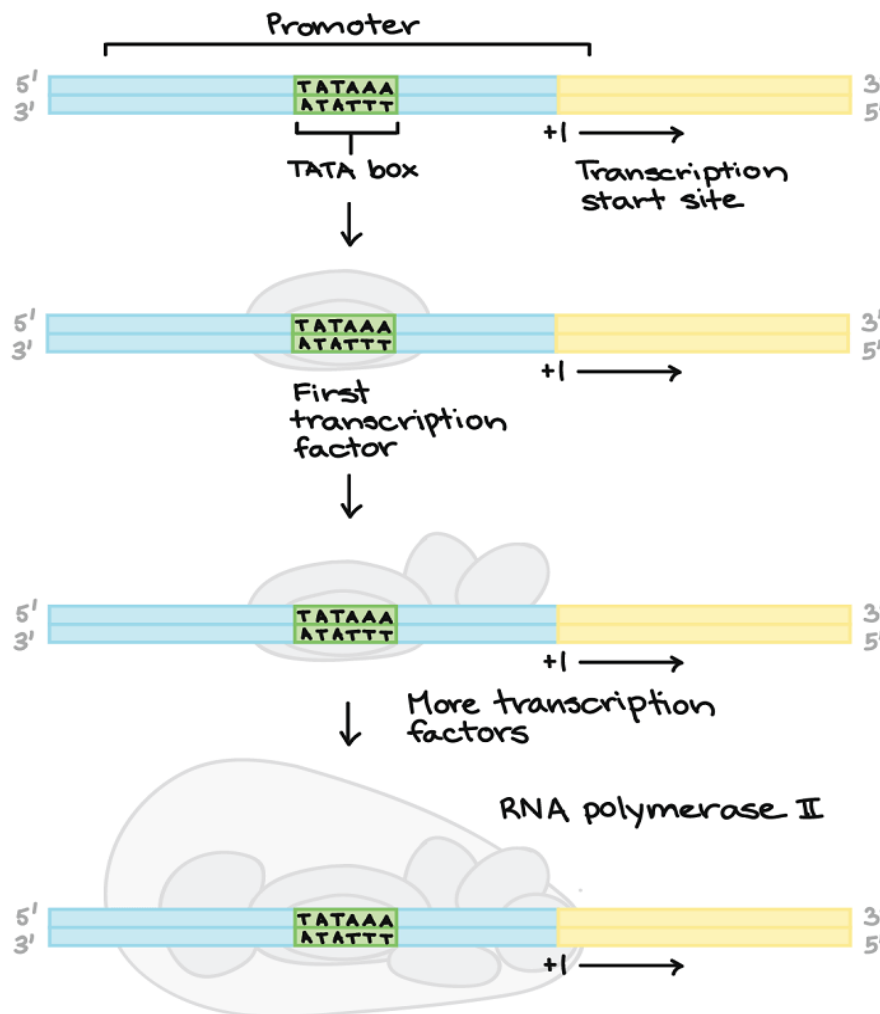 Promoter
5' TATAAA 3'
3' ATATTT 5'
+1
TATA box
Transcription
start site
5' TATAAA 3'
3' ATATTT 5'
+1
First
transcription
factor
5' TATAAA 3'
3' ATATTT 5'
+1
More transcription
factors
RNA polymerase II
5' TATAAA 3'
3' ATATTT 5'
+1